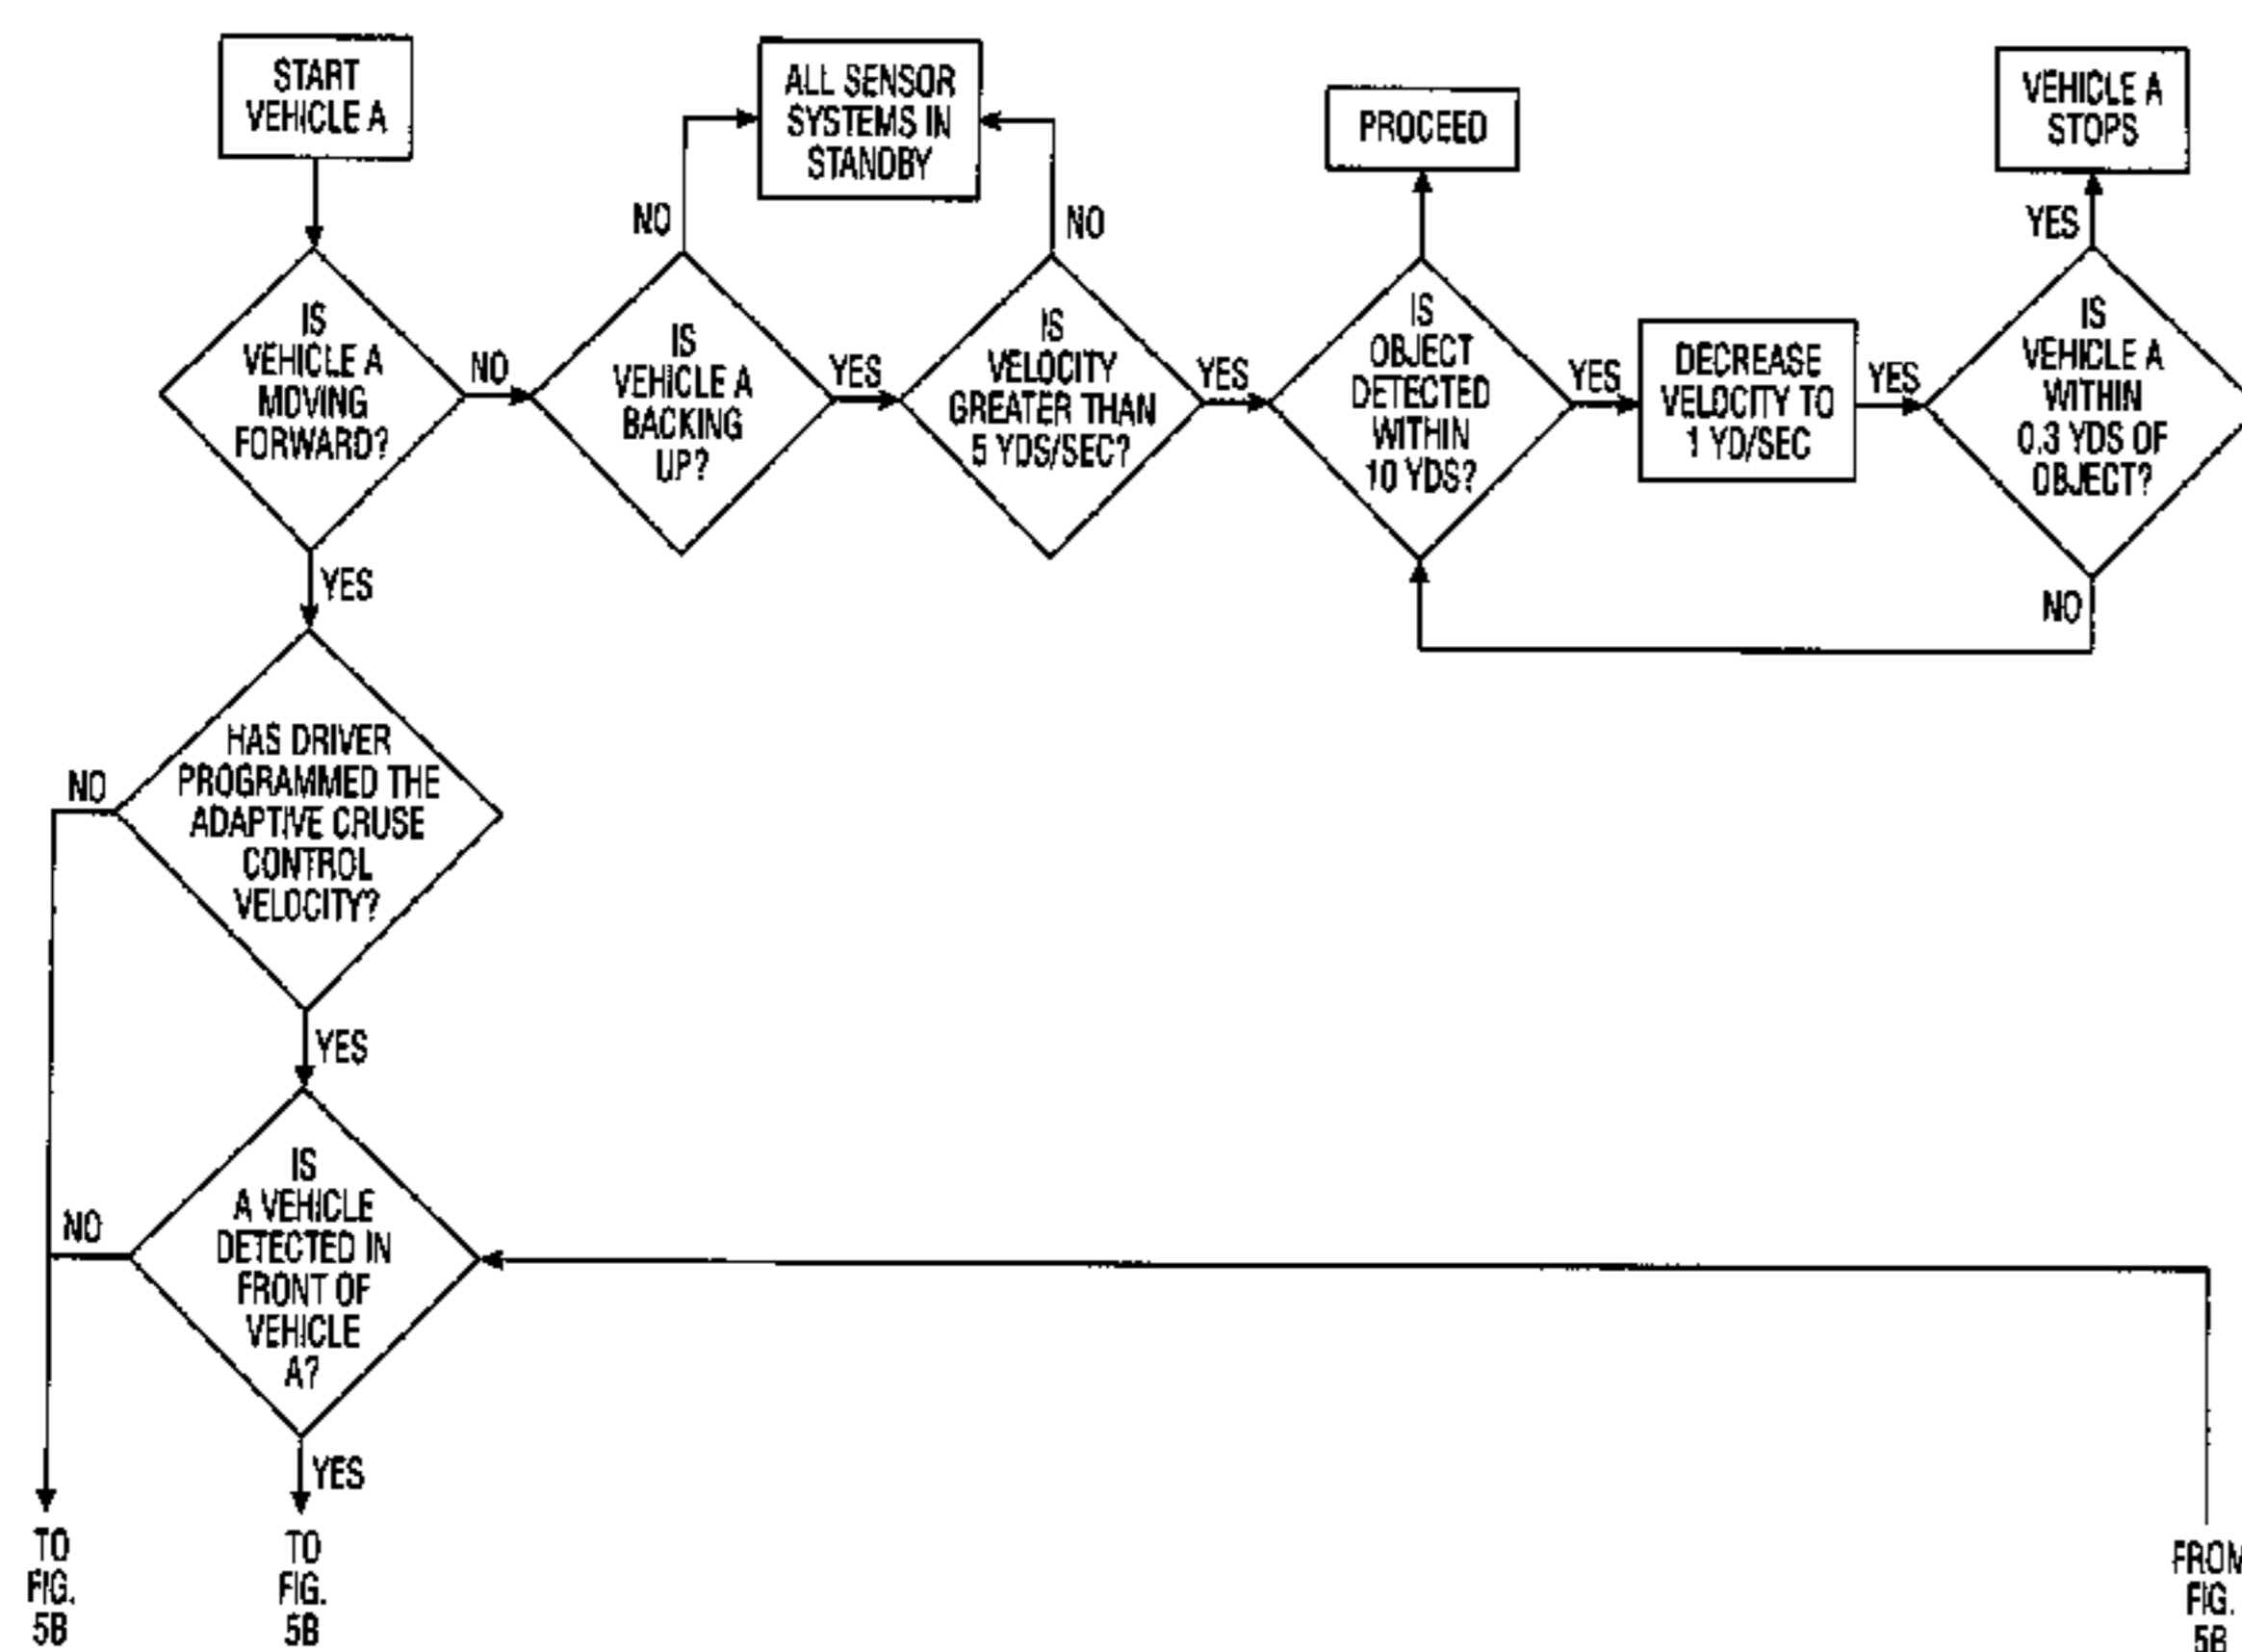 START
VEHICLE A
ALL SENSOR
SYSTEMS IN
STANDBY
PROCEED
VEHICLE A
STOPS
NO
NO
YES
IS
VEHICLE A
MOVING
FORWARD?
NO
IS
VEHICLE A
BACKING
UP?
YES
IS
VELOCITY
GREATER THAN
5 YDS/SEC?
YES
IS
OBJECT
DETECTED
WITHIN
10 YDS?
YES
DECREASE
VELOCITY TO
1 YD/SEC
YES
IS
VEHICLE A
WITHIN
0.3 YDS OF
OBJECT?
YES
NO
HAS DRIVER
PROGRAMMED THE
ADAPTIVE CRUSE
CONTROL
VELOCITY?
NO
YES
IS
A VEHICLE
DETECTED IN
FRONT OF
VEHICLE
A?
NO
YES
TO
FIG.
5B
TO
FIG.
5B
FROM
FIG.
5B